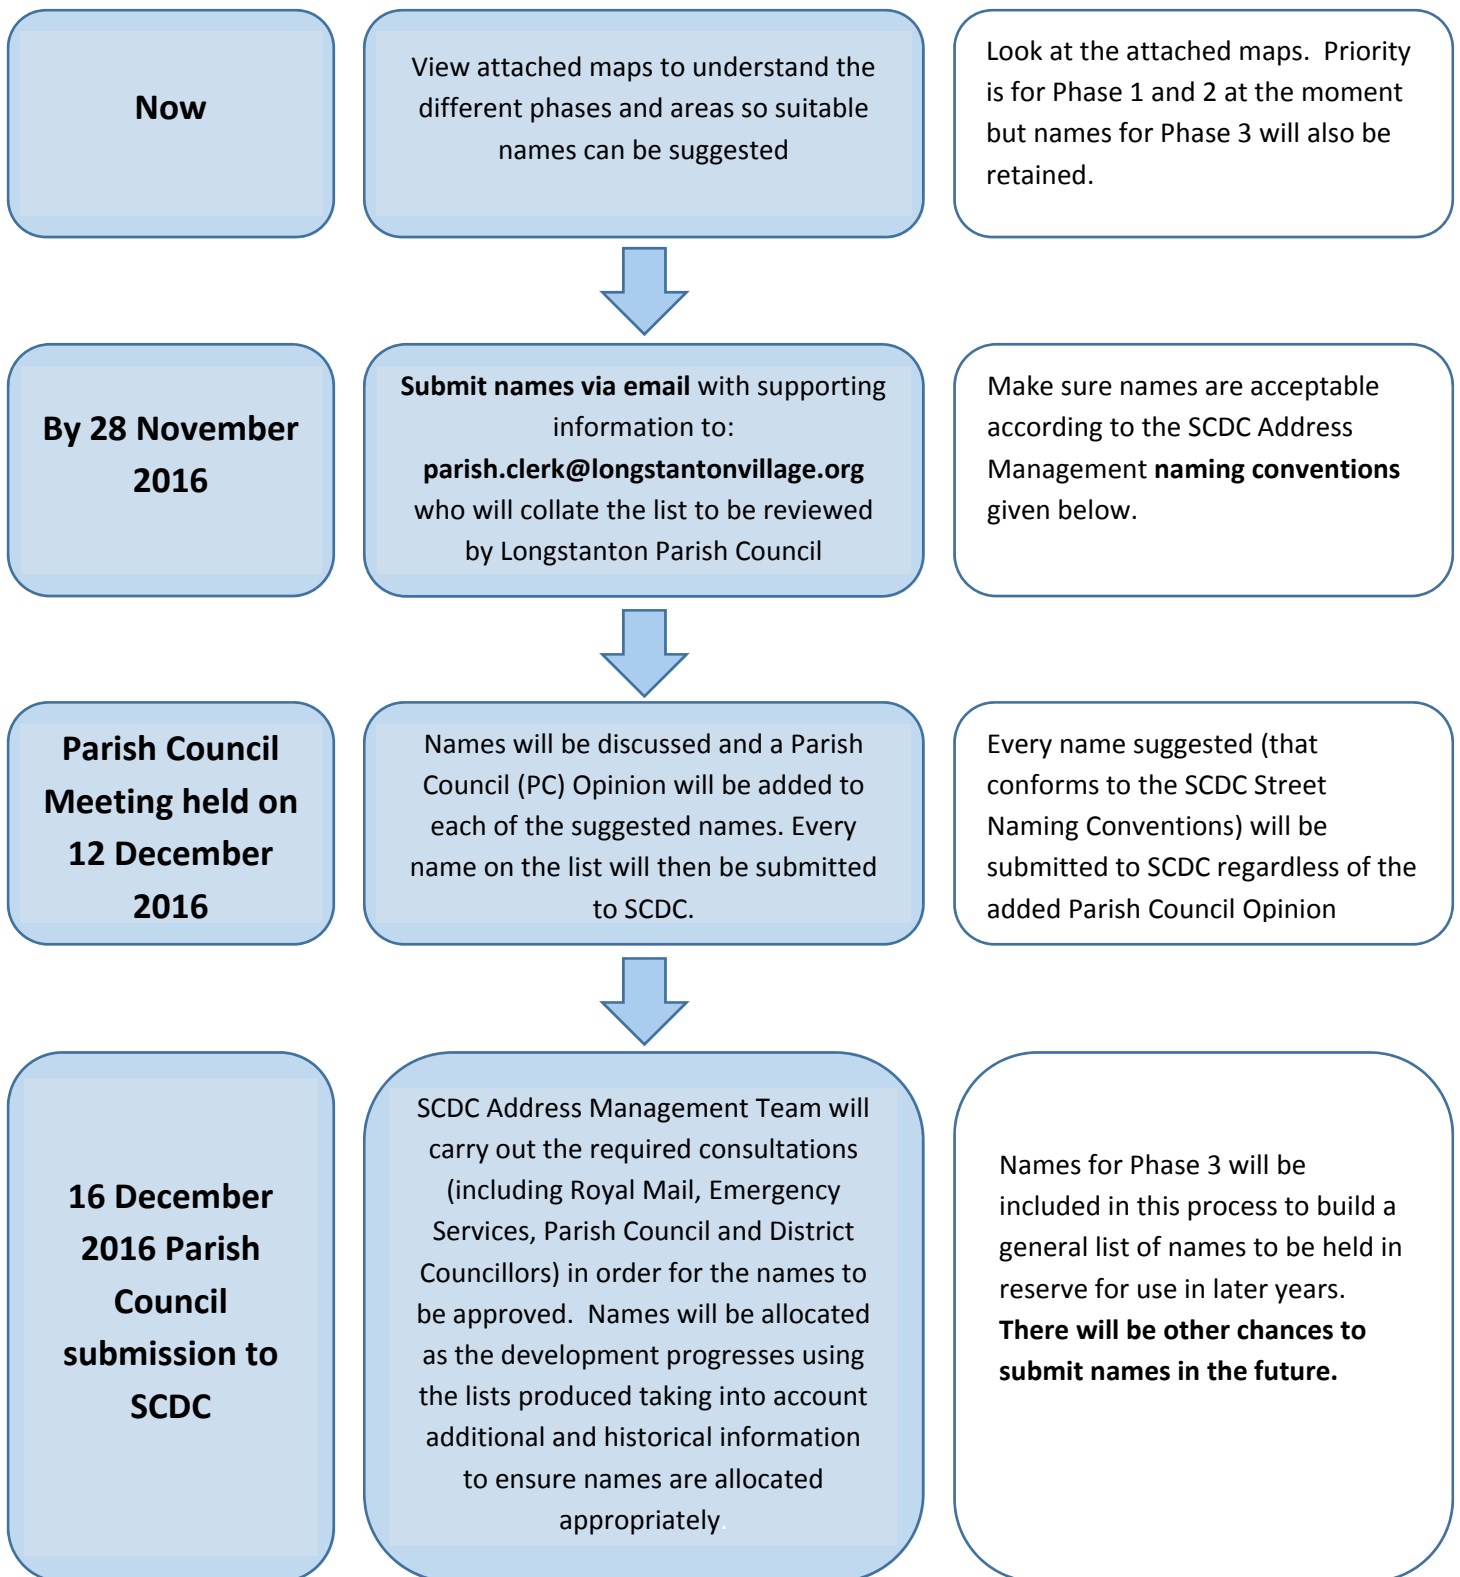 Now
View attached maps to understand the
different phases and areas so suitable
names can be suggested
Look at the attached maps.  Priority
is for Phase 1 and 2 at the moment
but names for Phase 3 will also be
retained.
By 28 November
2016
Submit names via email with supporting
information to:
parish.clerk@longstantonvillage.org
who will collate the list to be reviewed
by Longstanton Parish Council
Make sure names are acceptable
according to the SCDC Address
Management naming conventions
given below.
Parish Council
Meeting held on
12 December
2016
Names will be discussed and a Parish
Council (PC) Opinion will be added to
each of the suggested names. Every
name on the list will then be submitted
to SCDC.
Every name suggested (that
conforms to the SCDC Street
Naming Conventions) will be
submitted to SCDC regardless of the
added Parish Council Opinion
16 December
2016 Parish
Council
submission to
SCDC
SCDC Address Management Team will
carry out the required consultations
(including Royal Mail, Emergency
Services, Parish Council and District
Councillors) in order for the names to
be approved.  Names will be allocated
as the development progresses using
the lists produced taking into account
additional and historical information
to ensure names are allocated
appropriately.
Names for Phase 3 will be
included in this process to build a
general list of names to be held in
reserve for use in later years.
There will be other chances to
submit names in the future.